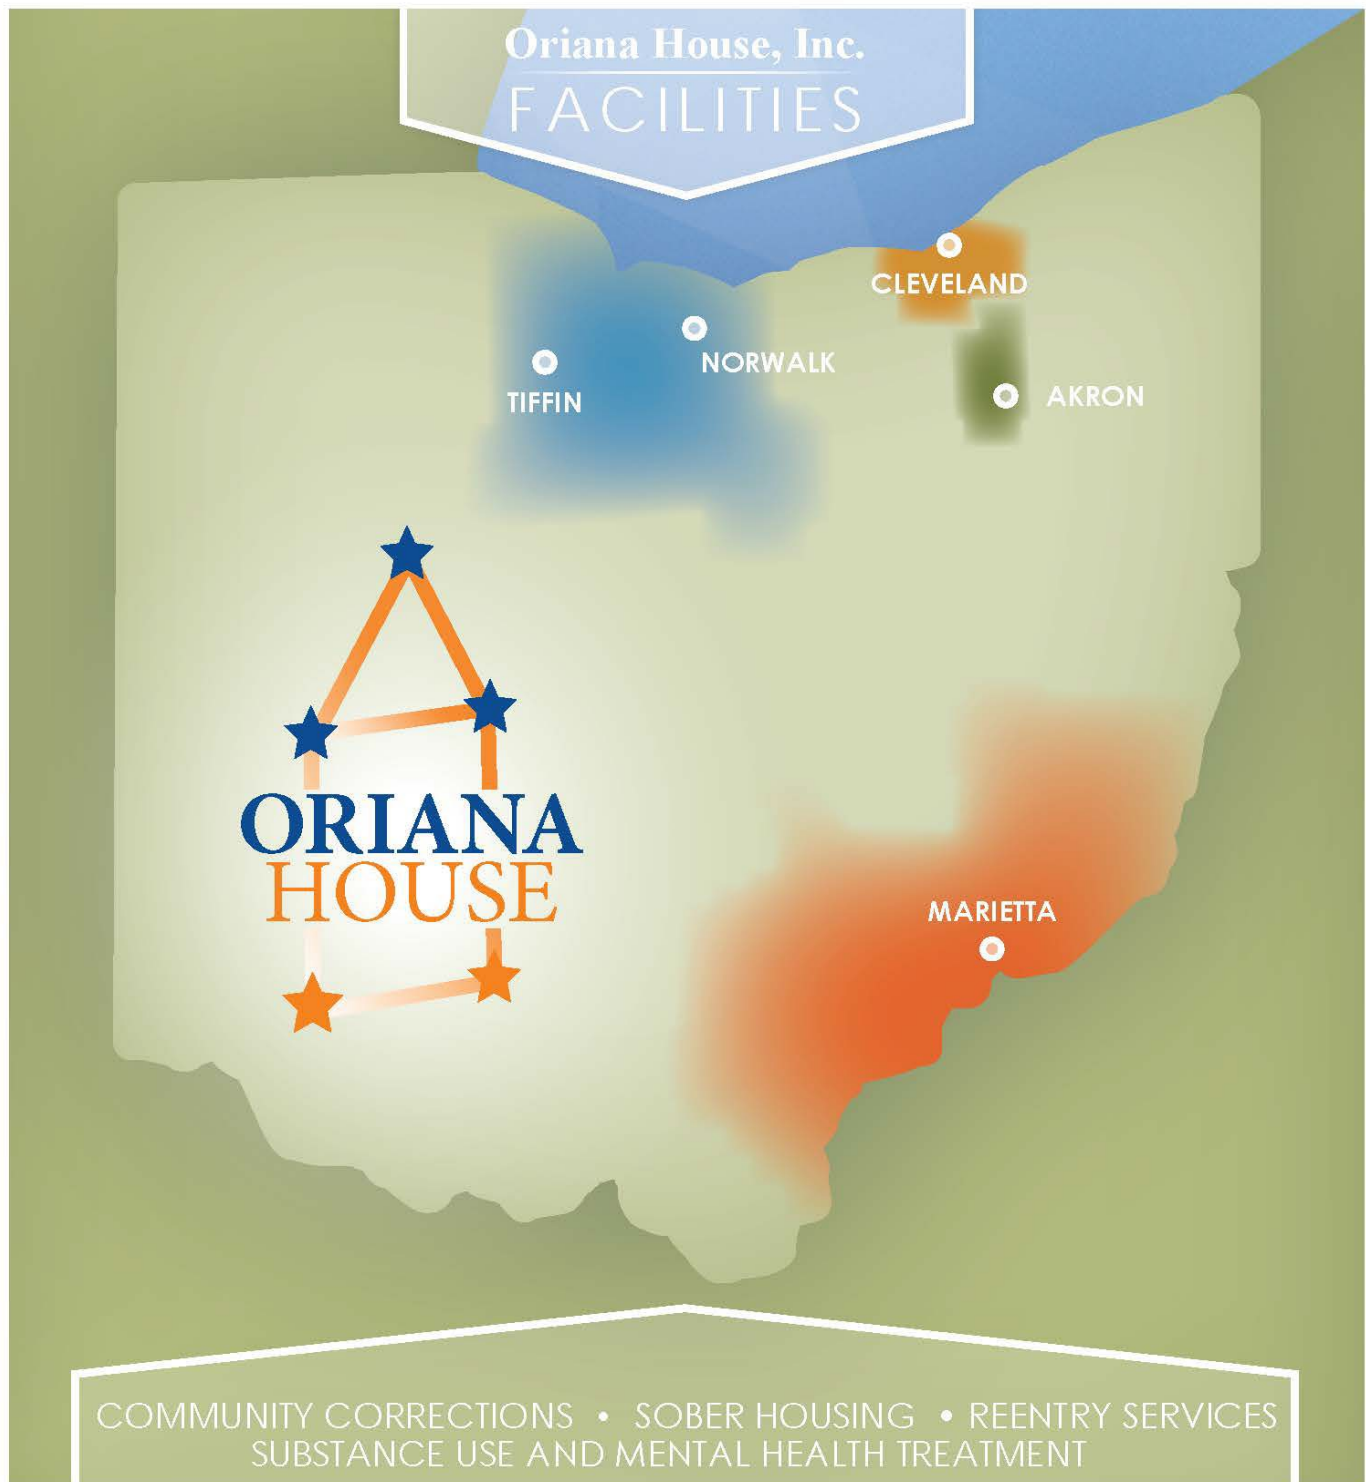 Oriana House, Inc.
FACILITIES
CLEVELAND
NORWALK
TIFFIN
AKRON
ORIANA
HOUSE
MARIETTA
COMMUNITY CORRECTIONS • SOBER HOUSING • REENTRY SERVICES
SUBSTANCE USE AND MENTAL HEALTH TREATMENT